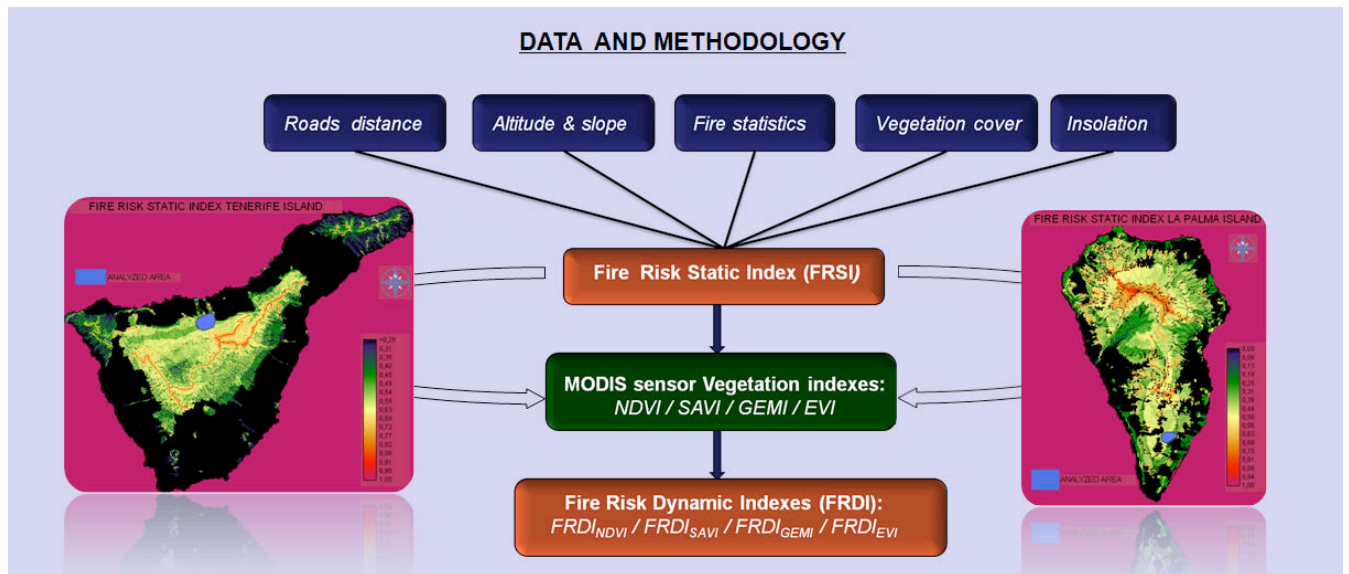 DATA AND METHODOLOGY
Roads distance
Altitude & slope
Fire statistics
Vegetation cover
Insolation
FIRE RISK STATIC INDEX TENERIFE ISLAND
ANALYZED AREA
FIRE RISK STATIC INDEX LA PALMA ISLAND
ANALYZED AREA
Fire Risk Static Index (FRSI)
MODIS sensor Vegetation indexes:
NDVI / SAVI / GEMI / EVI
Fire Risk Dynamic Indexes (FRDI):
FRDINDVI / FRDISAVI / FRDIGEMI / FRDIEVI